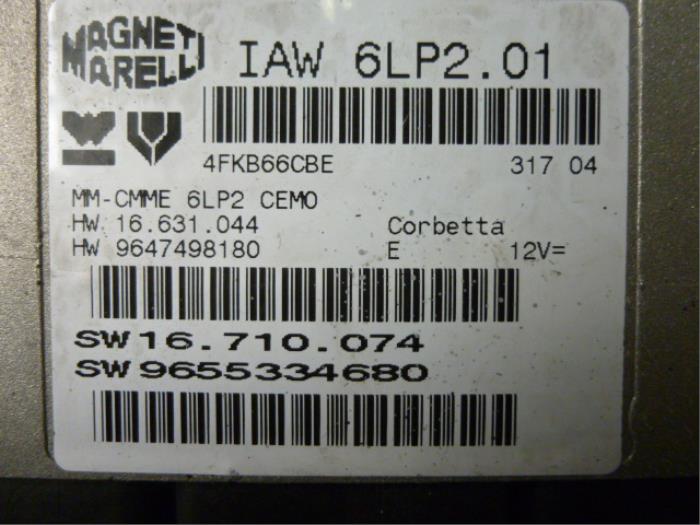 MAGNETI
MARELLI
IAW 6LP2.01
4FKB66CBE 317 04
MM-CMME 6LP2 CEMO
HW 16.631.044 Corbetta
HW 9647498180 E 12V=
SW 16.710.074
SW 9655334680